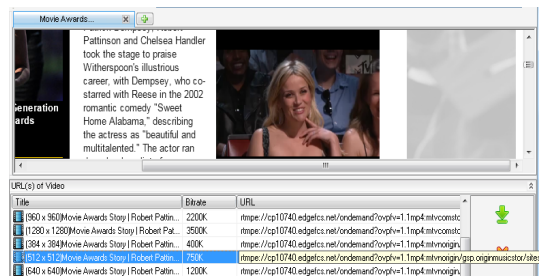 Movie Awards...
Pattinson and Chelsea Handler
took the stage to praise
Witherspoon's illustrious
career, with Dempsey, who co-
starred with Reese in the 2002
romantic comedy "Sweet
Home Alabama," describing
the actress as "beautiful and
multitalented." The actor ran
Generation
ards
URL(s) of Video
Title Bitrate URL
(960 x 960)Movie Awards Story | Robert Pattin... 2200K rtmpe://cp10740.edgefcs.net/ondemand?ovpfv=1.1mp4:mtvcomstc
(1280 x 1280)Movie Awards Story | Robert Pattin... 3500K rtmpe://cp10740.edgefcs.net/ondemand?ovpfv=1.1mp4:mtvcomstc
(384 x 384)Movie Awards Story | Robert Pattin... 400K rtmpe://cp10740.edgefcs.net/ondemand?ovpfv=1.1mp4:mtvnorigin/
(512 x 512)Movie Awards Story | Robert Pattin... 750K rtmpe://cp10740.edgefcs.net/ondemand?ovpfv=1.1mp4:mtvnorigin/gsp.originmusicstor/sites
(640 x 640)Movie Awards Story | Robert Pattin... 1200K rtmpe://cp10740.edgefcs.net/ondemand?ovpfv=1.1mp4:mtvnorigin/